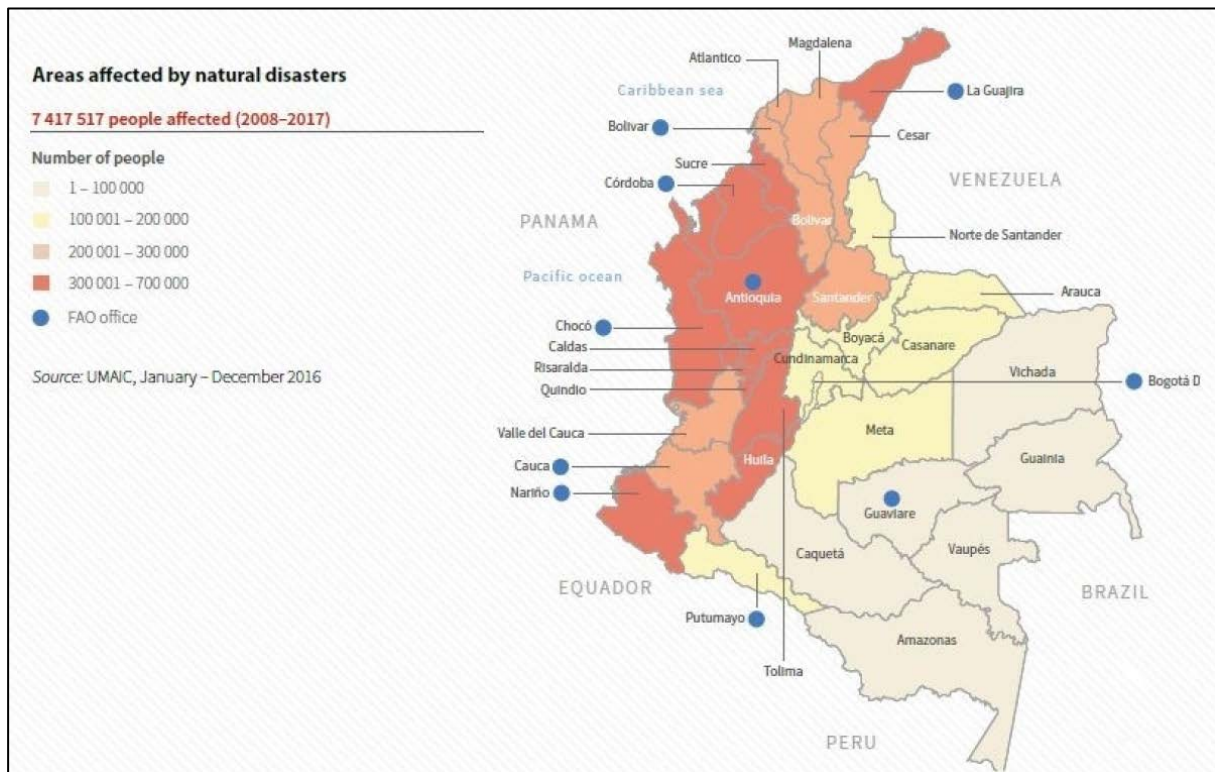 Areas affected by natural disasters
7 417 517 people affected (2008–2017)
Number of people
1 – 100 000
100 001 – 200 000
200 001 – 300 000
300 001 – 700 000
FAO office
Source: UMAIC, January – December 2016
Magdalena
Atlantico
Caribbean sea
La Guajira
Bolivar
Cesar
Sucre
VENEZUELA
Córdoba
PANAMA
Bolivar
Norte de Santander
Pacific ocean
Antioquia
Santander
Arauca
Chocó
Boyacá
Caldas
Casanare
Cundinamarca
Risaralda
Vichada
Quindio
Bogotá D
Valle del Cauca
Meta
Huila
Guainia
Cauca
Nariño
Guaviare
Caquetá
Vaupés
EQUADOR
BRAZIL
Putumayo
Amazonas
Tolima
PERU